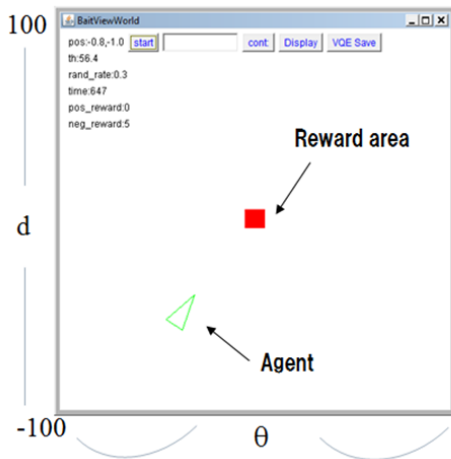 100
BaitViewWorld
pos:-0.8,-1.0 start cont: Display VQE Save
th:56.4
rand_rate:0.3
time:647
pos_reward:0
neg_reward:5
Reward area
d
Agent
-100
θ